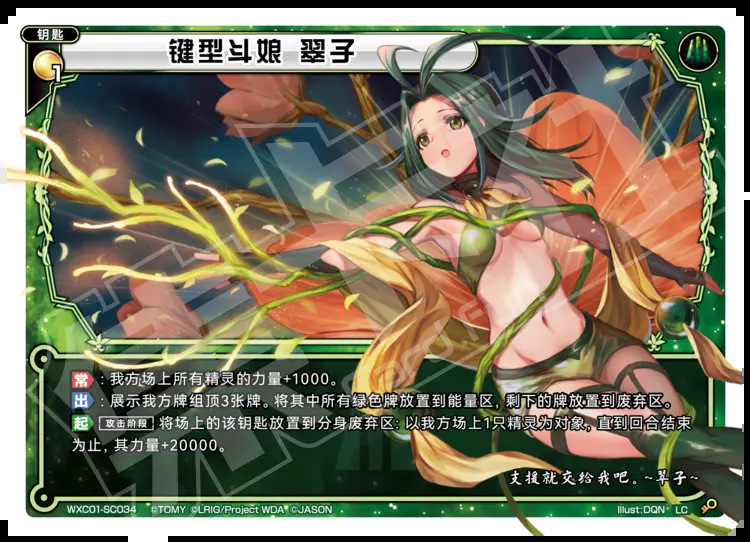 钥匙
1
键型斗娘 翠子
常：我方场上所有精灵的力量+1000。
出：展示我方牌组顶3张牌。将其中所有绿色牌放置到能量区，剩下的牌放置到废弃区。
起 攻击阶段 将场上的该钥匙放置到分身废弃区：以我方场上1只精灵为对象，直到回合结束
为止，其力量+20000。
支援就交给我吧。~翠子~
WXC01-SC034 ©TOMY ©LRIG/Project WDA ©JASON Illust:DQN LC